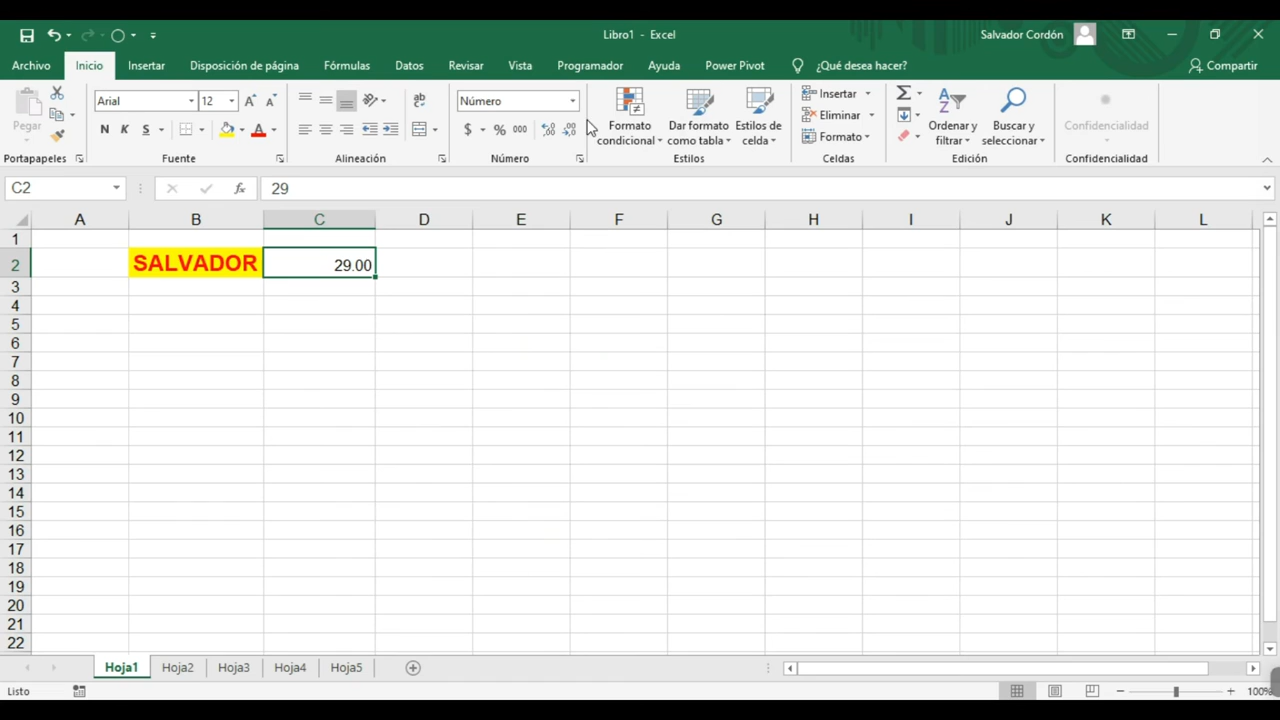 Libro1 - Excel
Salvador Cordón
Archivo Inicio Insertar Disposición de página Fórmulas Datos Revisar Vista Programador Ayuda Power Pivot ¿Qué desea hacer? Compartir
Pegar
Portapapeles
Arial 12
N K S
Fuente
ab
Alineación
Número
$ % 000
Número
Formato condicional
Dar formato como tabla
Estilos de celda
Estilos
Insertar
Eliminar
Formato
Celdas
Ordenar y filtrar
Buscar y seleccionar
Edición
Confidencialidad
Confidencialidad
C2 fx 29
A B C D E F G H I J K L
1
2 SALVADOR 29.00
3
4
5
6
7
8
9
10
11
12
13
14
15
16
17
18
19
20
21
22
Hoja1 Hoja2 Hoja3 Hoja4 Hoja5
Listo 100%